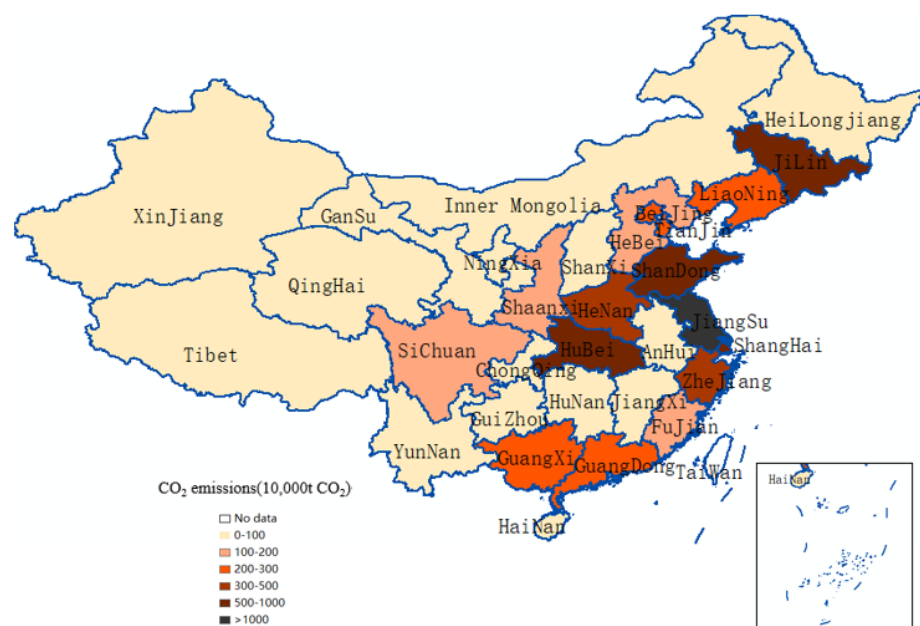 HeiLongjiang
JiLin
LiaoNing
XinJiang
GanSu
Inner Mongolia
BeiJing
TianJin
HeBei
NingXia
ShanXi
ShanDong
QingHai
Shaanxi
HeNan
JiangSu
Tibet
SiChuan
HuBei
AnHui
ShangHai
ChongQing
ZheJiang
HuNan
JiangXi
GuiZhou
FuJian
YunNan
GuangXi
GuangDong
TaiWan
HaiNan
CO₂ emissions(10,000t CO₂)
No data
0-100
100-200
200-300
300-500
500-1000
>1000
HaiNan